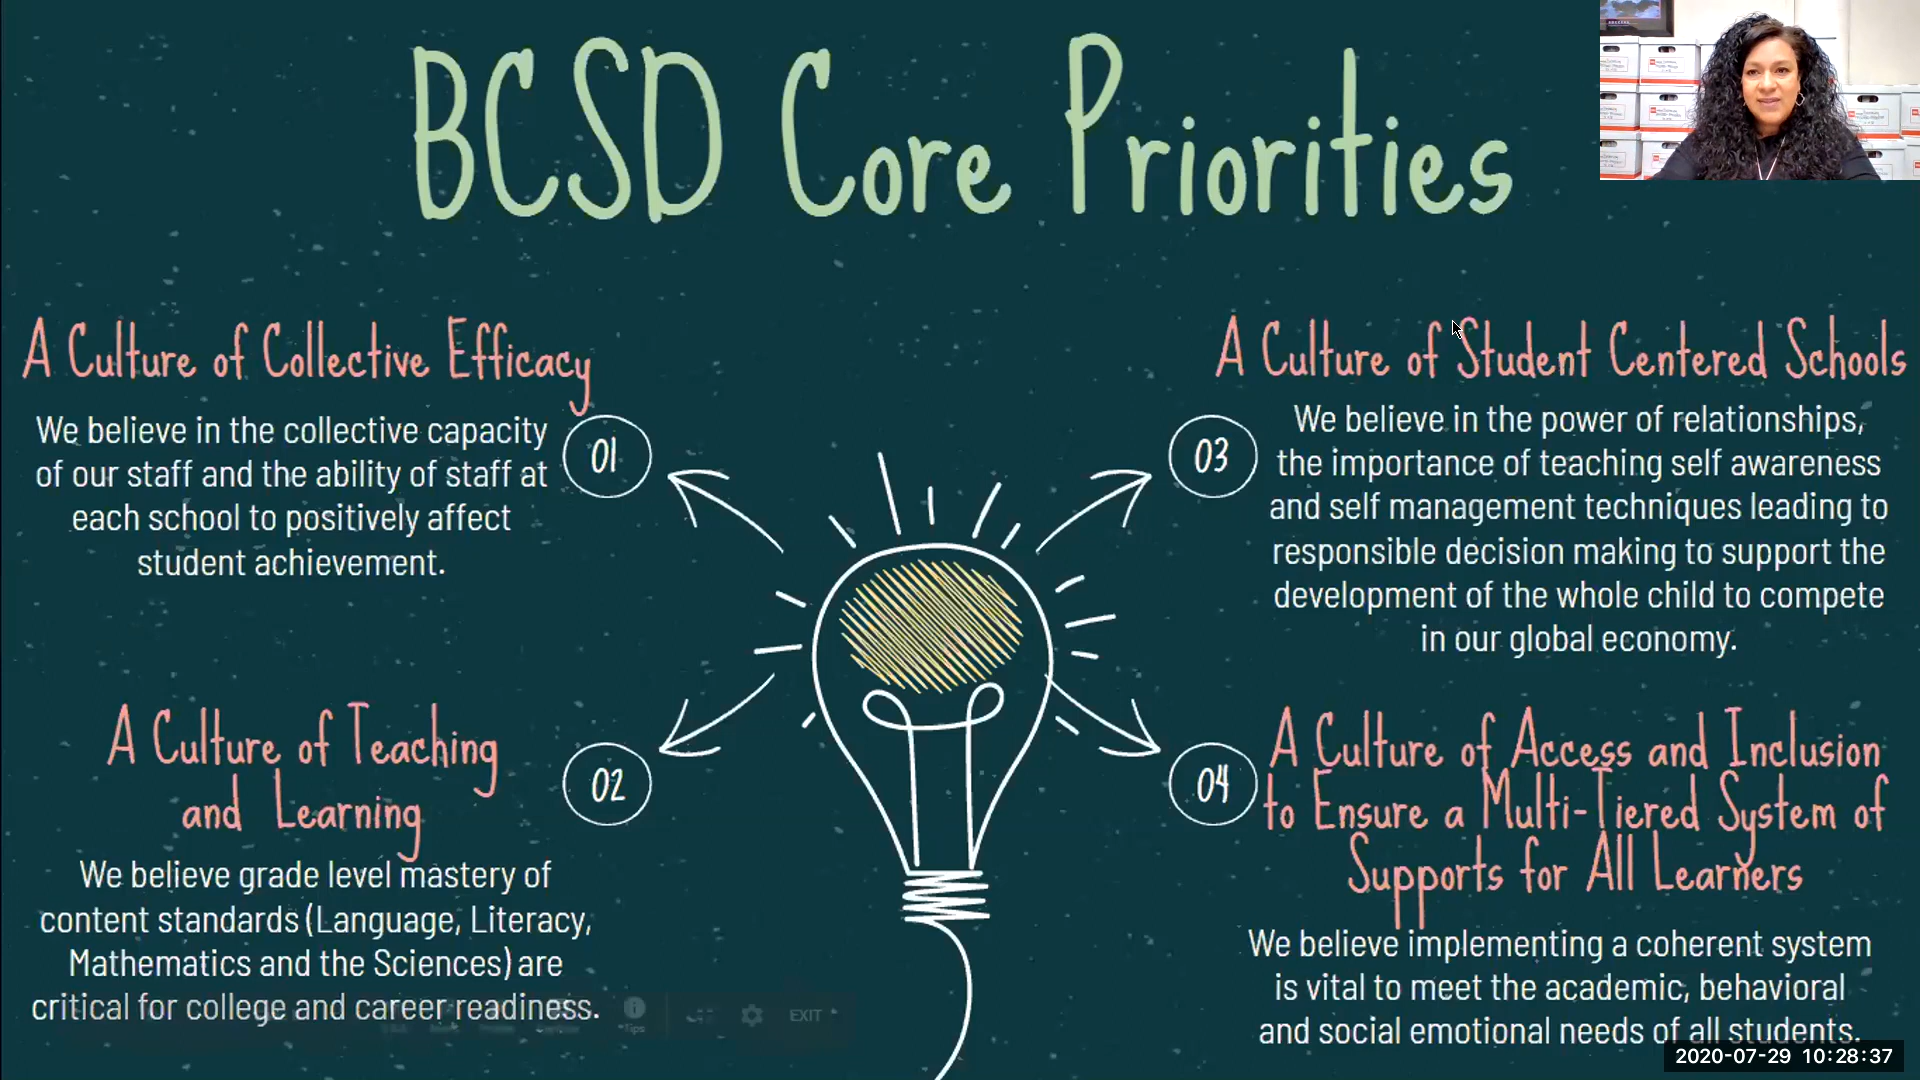 BCSD Core Priorities
A Culture of Collective Efficacy
We believe in the collective capacity
of our staff and the ability of staff at
each school to positively affect
student achievement.
01
A Culture of Teaching
and Learning
02
We believe grade level mastery of
content standards (Language, Literacy,
Mathematics and the Sciences) are
critical for college and career readiness.
A Culture of Student Centered Schools
03
We believe in the power of relationships,
the importance of teaching self awareness
and self management techniques leading to
responsible decision making to support the
development of the whole child to compete
in our global economy.
04
A Culture of Access and Inclusion
to Ensure a Multi-Tiered System of
Supports for All Learners
We believe implementing a coherent system
is vital to meet the academic, behavioral
and social emotional needs of all students.
Tips
EXIT
2020-07-29 10:28:37